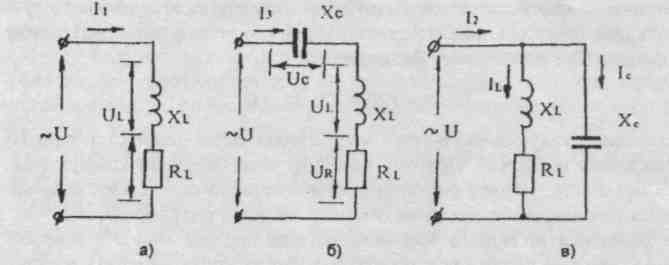 I1
I3 Xc
I2
Uc
UL XL
UL XL
IL XL Ic
Xc
~U
~U
~U
RL
UR RL
RL
а) б) в)